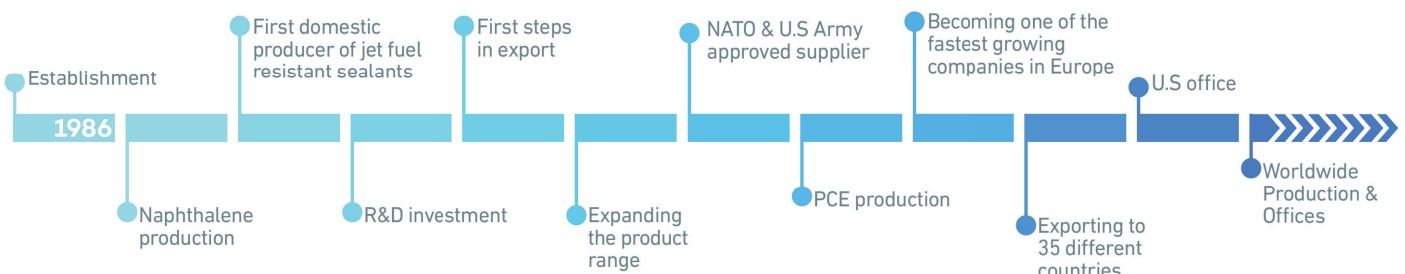 Establishment
1986
Naphthalene
production
First domestic
producer of jet fuel
resistant sealants
R&D investment
First steps
in export
Expanding
the product
range
NATO & U.S Army
approved supplier
PCE production
Becoming one of the
fastest growing
companies in Europe
Exporting to
35 different
countries
U.S office
Worldwide
Production &
Offices